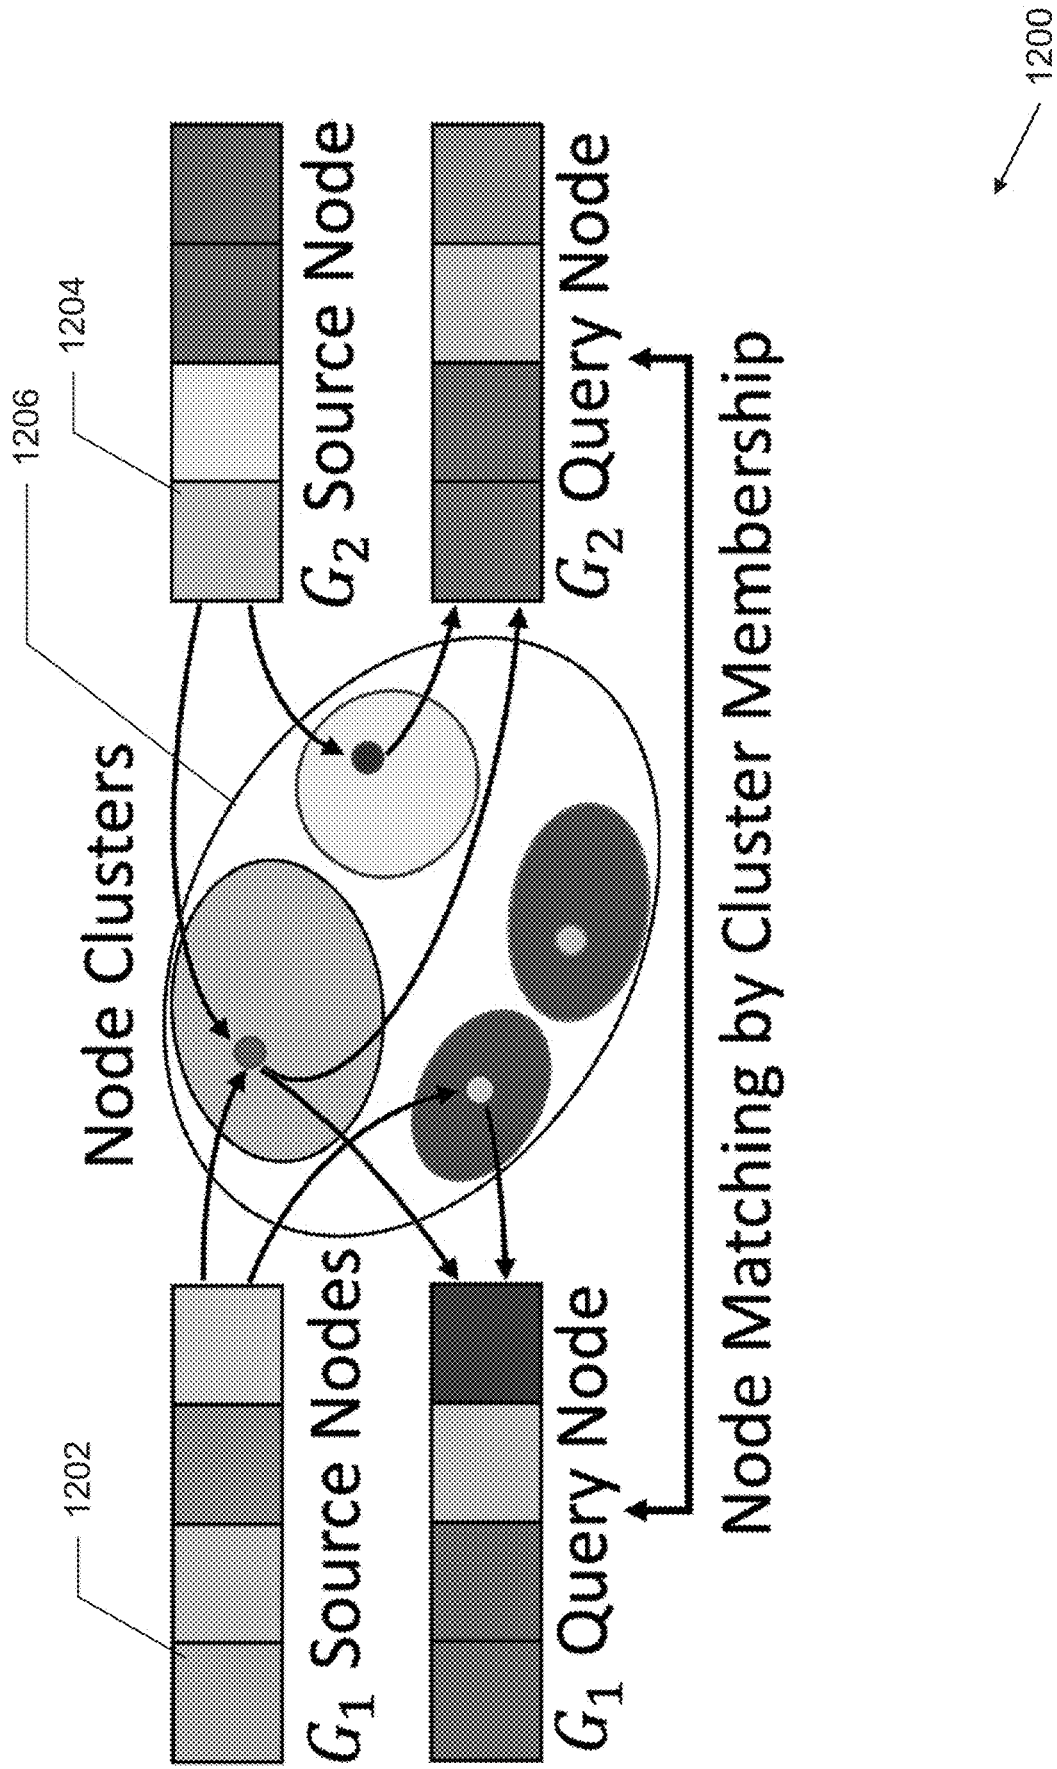 1206
1204
Node Clusters
1202
G₁ Source Nodes
G₂ Source Node
G₁ Query Node
G₂ Query Node
Node Matching by Cluster Membership
1200